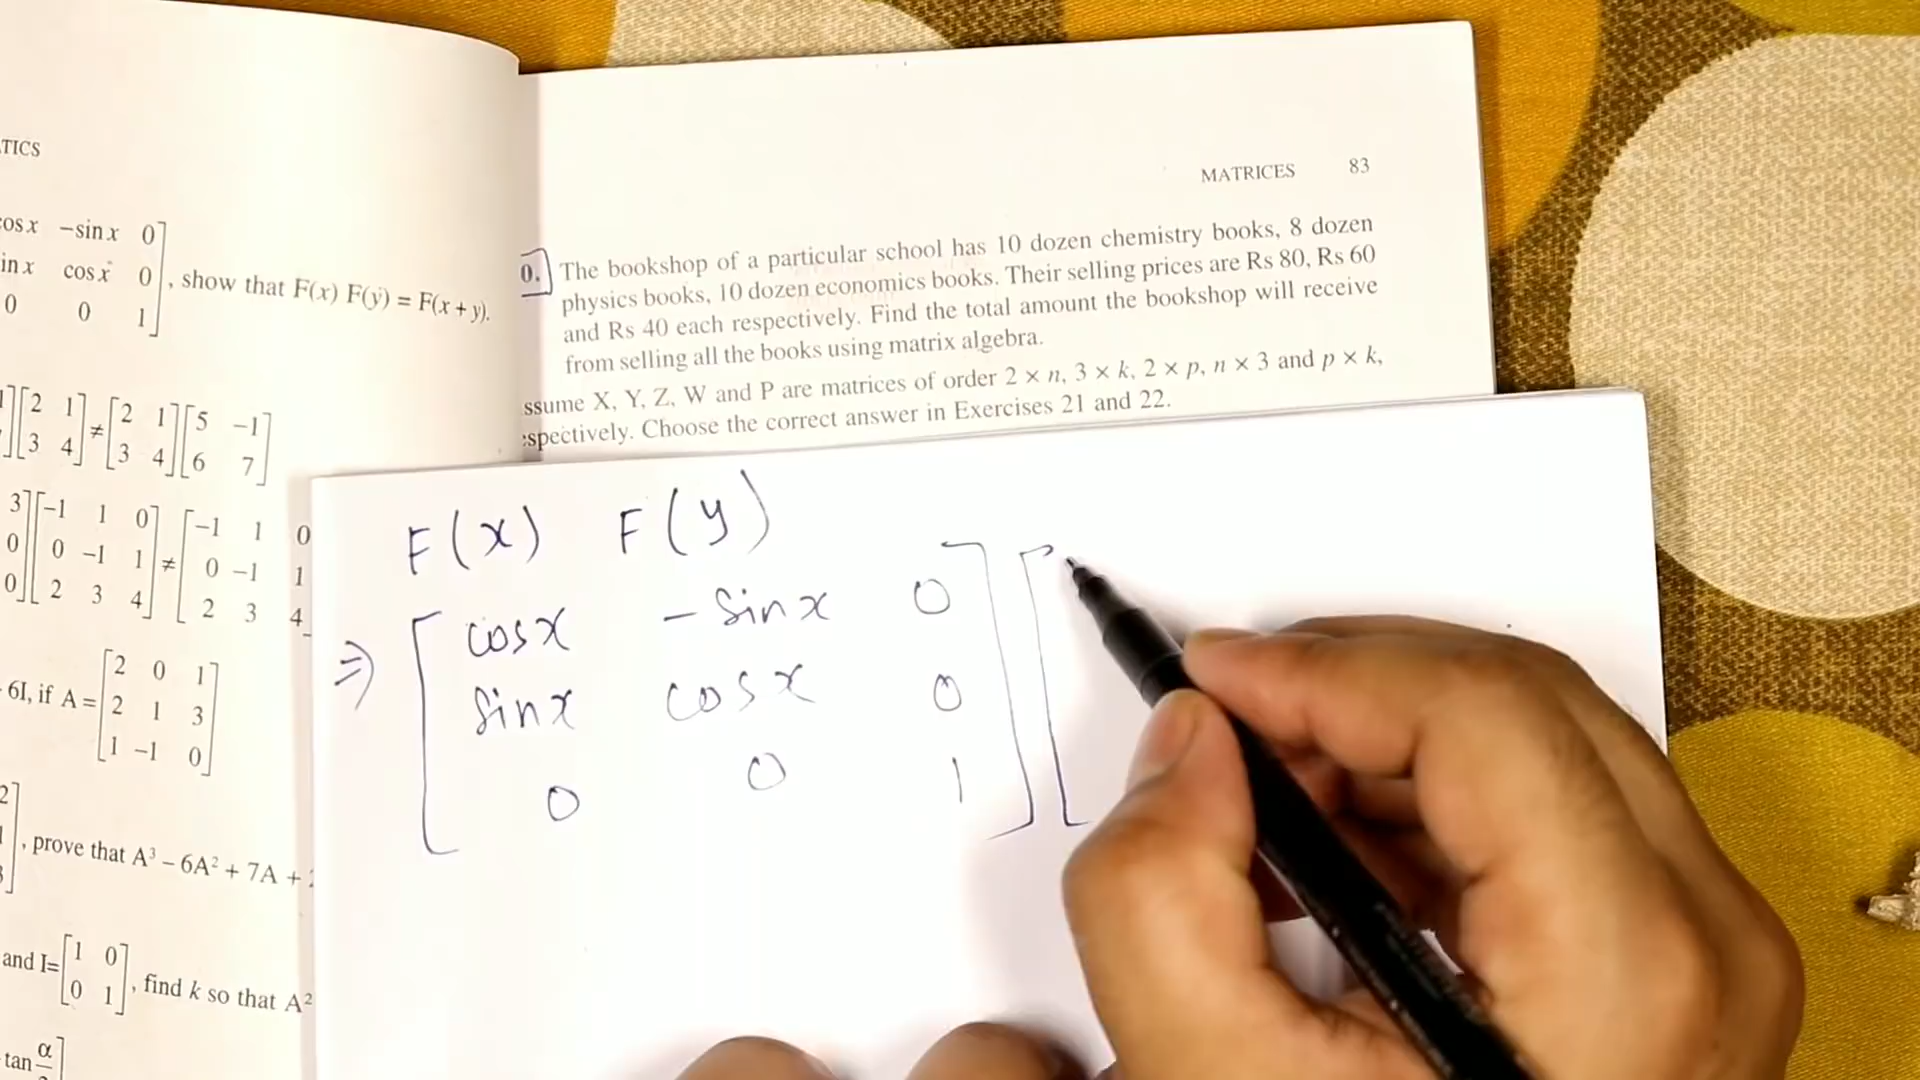 TICS
cos x −sin x 0
in x cos x 0 , show that F(x) F(y) = F(x + y).
0 0 1
2 1 ≠ 2 1 5 −1
3 4 3 4 6 7
3 −1 1 0 −1 1 0
0 0 −1 1 ≠ 0 −1 1
0 2 3 4 2 3 4
6I, if A = 2 0 1
2 1 3
1 −1 0
, prove that A³ − 6A² + 7A +
and I= 1 0
0 1 , find k so that A²
tan α
MATRICES 83
0. The bookshop of a particular school has 10 dozen chemistry books, 8 dozen
physics books, 10 dozen economics books. Their selling prices are Rs 80, Rs 60
and Rs 40 each respectively. Find the total amount the bookshop will receive
from selling all the books using matrix algebra.
ssume X, Y, Z, W and P are matrices of order 2 × n, 3 × k, 2 × p, n × 3 and p × k,
spectively. Choose the correct answer in Exercises 21 and 22.
F(x) F(y)
⇒ [ cosx − sinx 0 ] [
sinx cosx 0
0 0 1